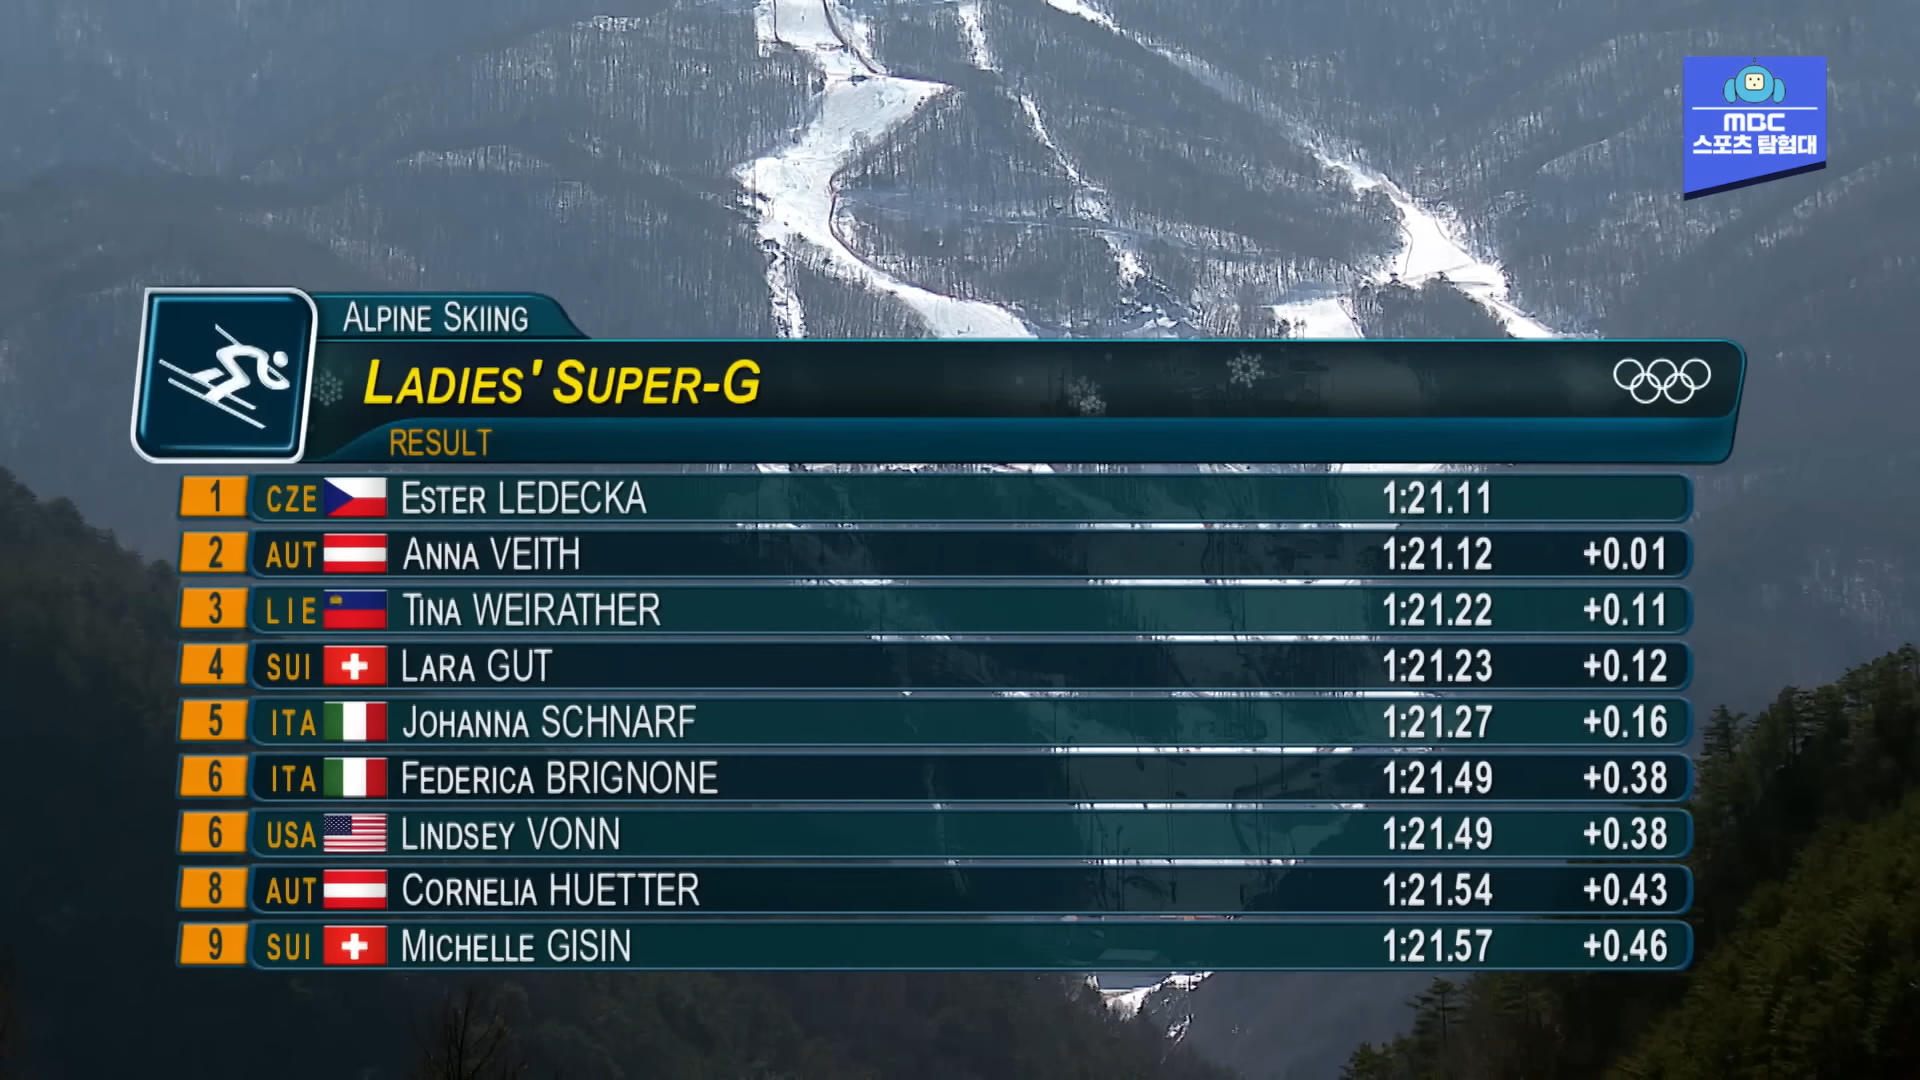 MBC
스포츠 탐험대
ALPINE SKIING
LADIES' SUPER-G
RESULT
1 CZE ESTER LEDECKA 1:21.11
2 AUT ANNA VEITH 1:21.12 +0.01
3 LIE TINA WEIRATHER 1:21.22 +0.11
4 SUI LARA GUT 1:21.23 +0.12
5 ITA JOHANNA SCHNARF 1:21.27 +0.16
6 ITA FEDERICA BRIGNONE 1:21.49 +0.38
6 USA LINDSEY VONN 1:21.49 +0.38
8 AUT CORNELIA HUETTER 1:21.54 +0.43
9 SUI MICHELLE GISIN 1:21.57 +0.46